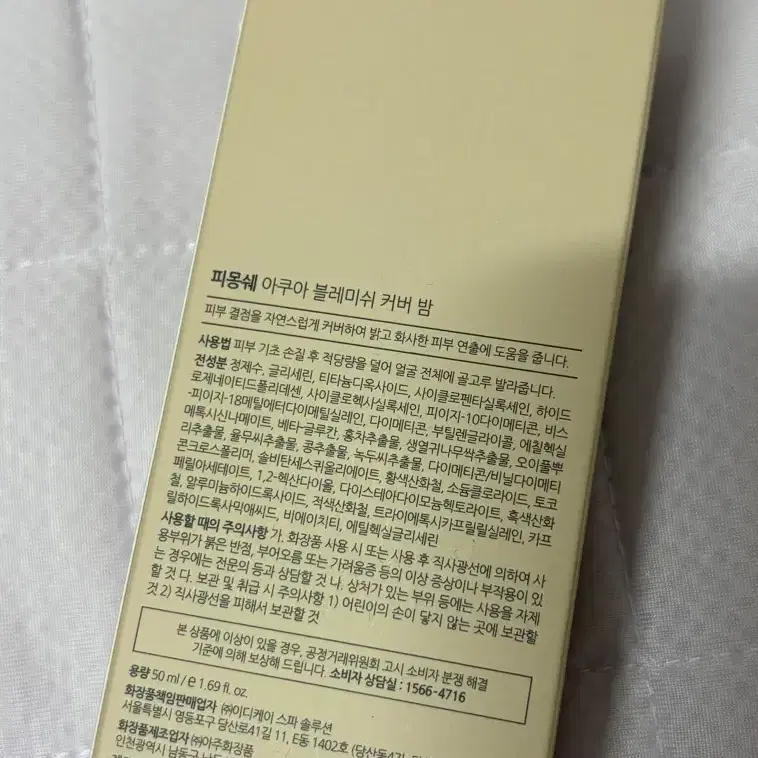 피몽쉐 아쿠아 블레미쉬 커버 밤
피부 결점을 자연스럽게 커버하여 밝고 화사한 피부 연출에 도움을 줍니다.
사용법 피부 기초 손질 후 적당량을 덜어 얼굴 전체에 골고루 발라줍니다.
전성분 정제수, 글리세린, 티타늄디옥사이드, 사이클로펜타실록세인, 하이드
로제네이티드폴리데센, 사이클로헥사실록세인, 피이지-10다이메티콘, 비스
-피이지-18메틸에터다이메틸실레인, 다이메티콘, 부틸렌글라이콜, 에칠헥실
메톡시신나메이트, 베타-글루칸, 홍차추출물, 생열귀나무싹추출물, 오이풀뿌
리추출물, 율무씨추출물, 콩추출물, 녹두씨추출물, 다이메티콘/비닐다이메티
콘크로스폴리머, 솔비탄세스퀴올리에이트, 황색산화철, 소듐클로라이드, 토코
페릴아세테이트, 1,2-헥산다이올, 다이스테아다이모늄헥토라이트, 흑색산화
철, 알루미늄하이드록사이드, 적색산화철, 트라이에톡시카프릴릴실레인, 카프
릴하이드록사믹애씨드, 비에이치티, 에틸헥실글리세린
사용할 때의 주의사항 가. 화장품 사용 시 또는 사용 후 직사광선에 의하여 사
용부위가 붉은 반점, 부어오름 또는 가려움증 등의 이상 증상이나 부작용이 있
는 경우에는 전문의 등과 상담할 것 나. 상처가 있는 부위 등에는 사용을 자제
할 것 다. 보관 및 취급 시 주의사항 1) 어린이의 손이 닿지 않는 곳에 보관할
것 2) 직사광선을 피해서 보관할 것
본 상품에 이상이 있을 경우, 공정거래위원회 고시 소비자 분쟁 해결
기준에 의해 보상해 드립니다. 소비자 상담실 : 1566-4716
용량 50 ml / ℮ 1.69 fl. oz.
화장품책임판매업자 ㈜이디케이 스파 솔루션
서울특별시 영등포구 당산로41길 11, E동 1402호 (당산동4가,
화장품제조업자 ㈜아주화장품
인천광역시 남동구